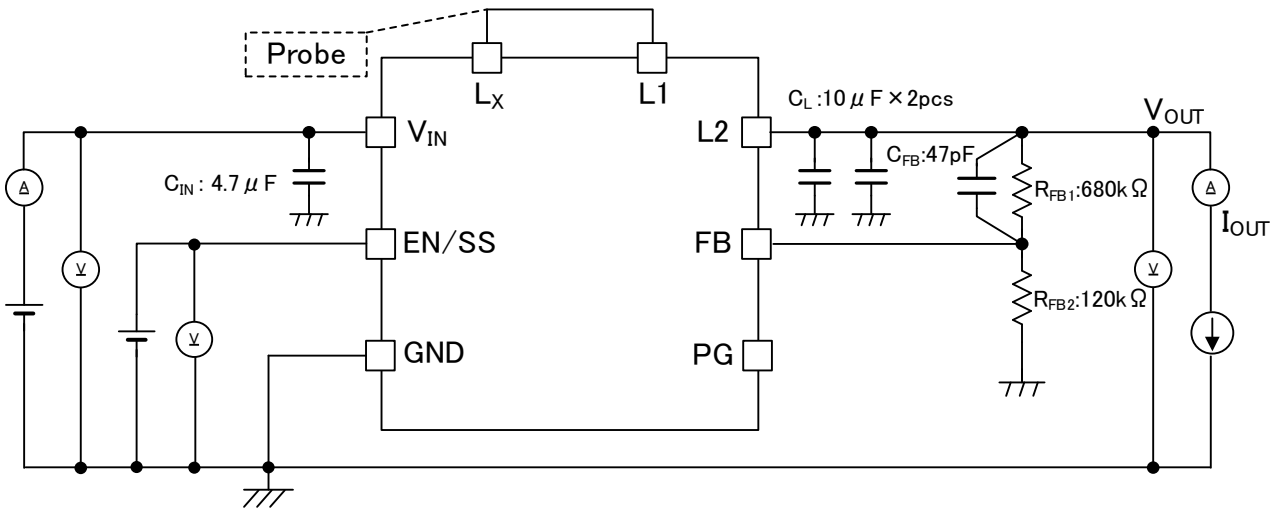 Probe
LX
L1
CL:10μF×2pcs
VOUT
VIN
L2
CFB:47pF
CIN: 4.7μF
A
RFB1:680kΩ
A
IOUT
EN/SS
FB
V
V
RFB2:120kΩ
V
GND
PG